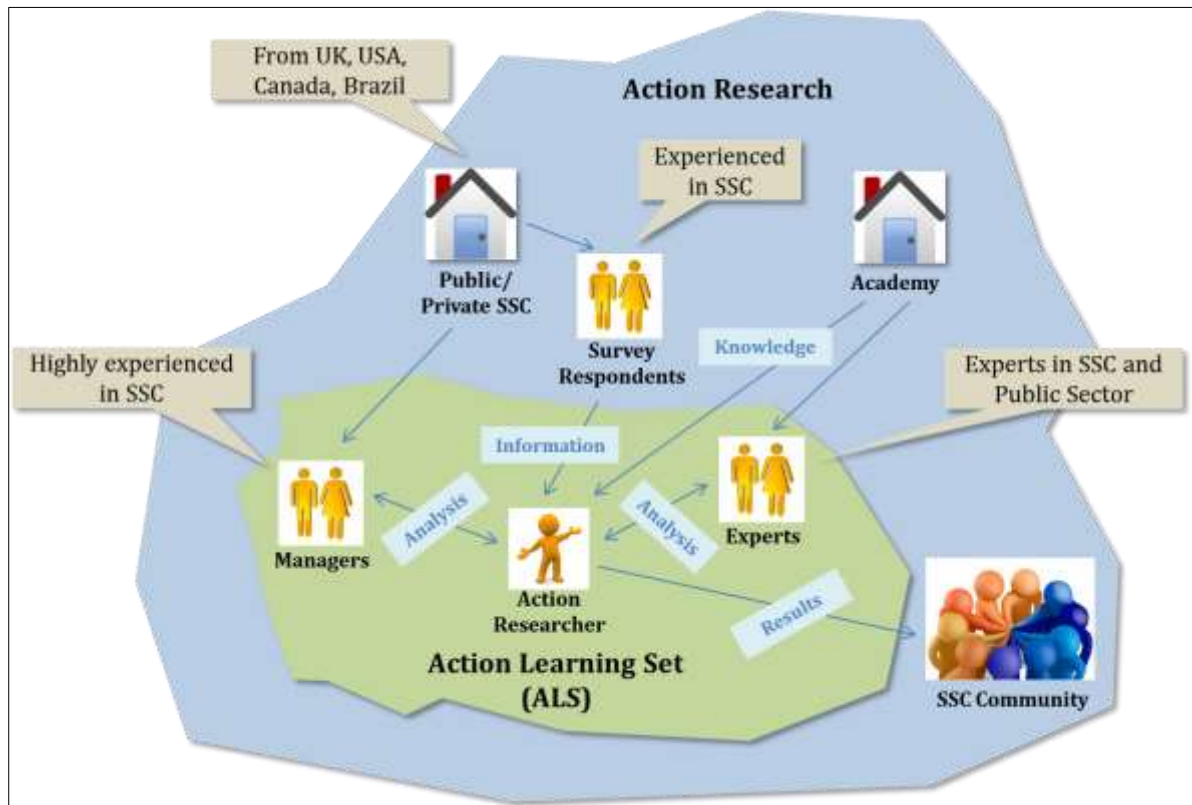 From UK, USA,
Canada, Brazil
Action Research
Experienced
in SSC
Public/
Private SSC
Academy
Survey
Respondents
Knowledge
Highly experienced
in SSC
Experts in SSC and
Public Sector
Information
Analysis
Analysis
Managers
Experts
Action
Researcher
Results
Action Learning Set
(ALS)
SSC Community